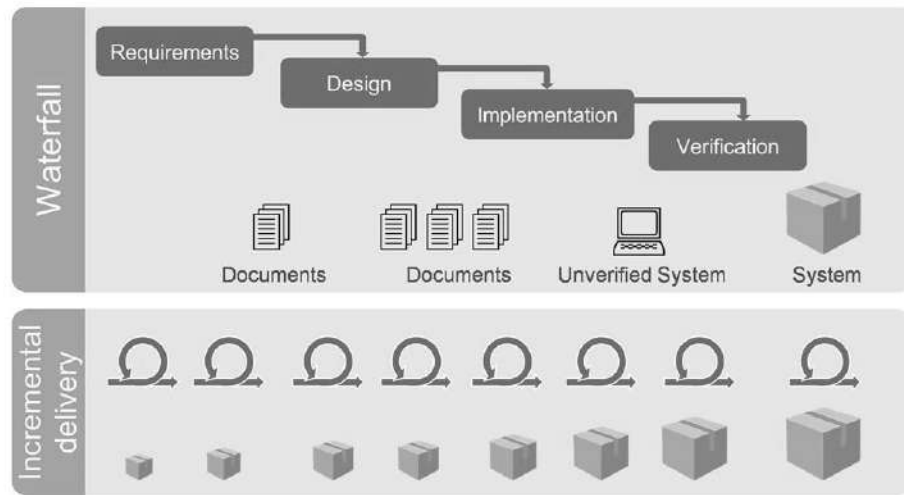 Waterfall
Requirements
Design
Implementation
Verification
Documents
Documents
Unverified System
System
Incremental
delivery